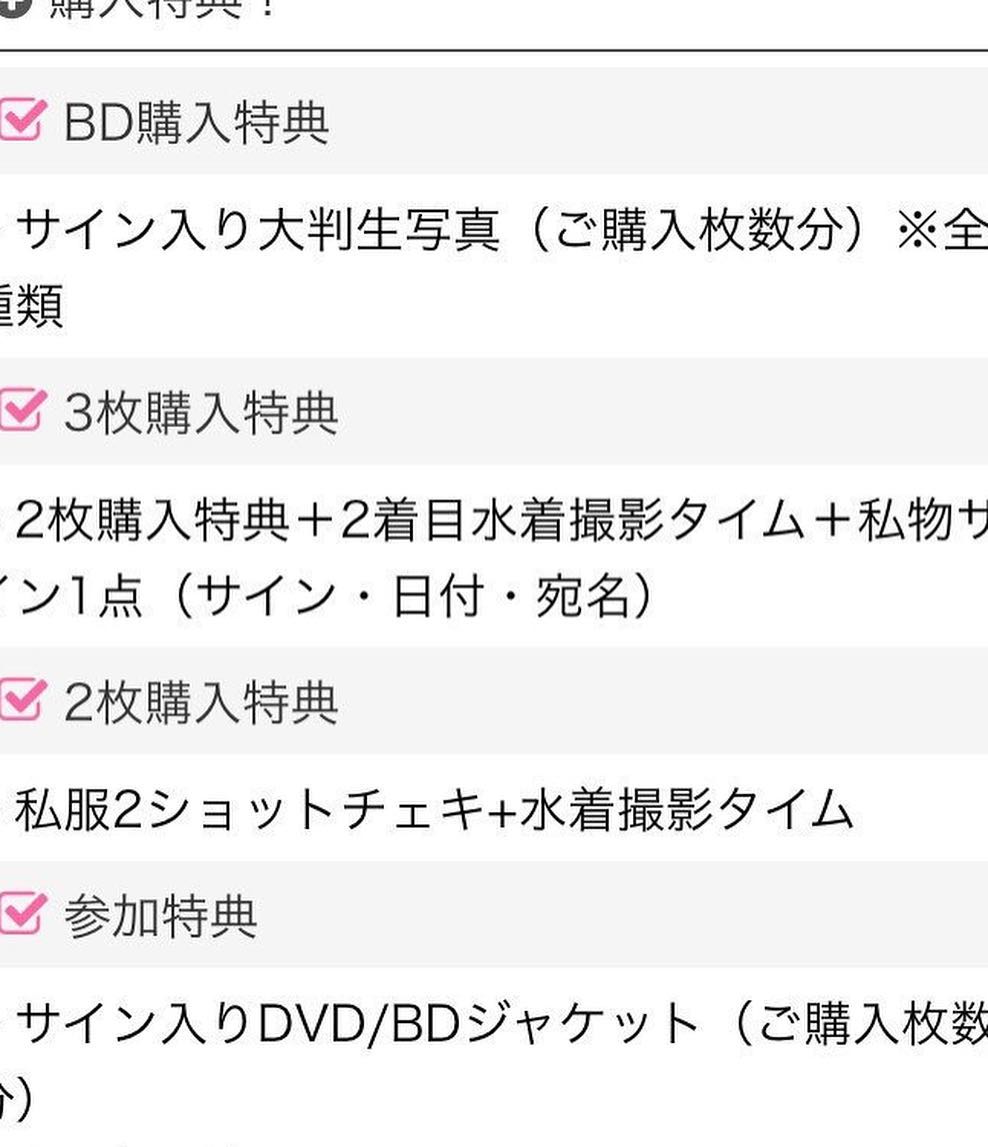 購入特典！
BD購入特典
サイン入り大判生写真（ご購入枚数分）※全
種類
3枚購入特典
2枚購入特典＋2着目水着撮影タイム＋私物サ
イン1点（サイン・日付・宛名）
2枚購入特典
私服2ショットチェキ+水着撮影タイム
参加特典
サイン入りDVD/BDジャケット（ご購入枚数
分）